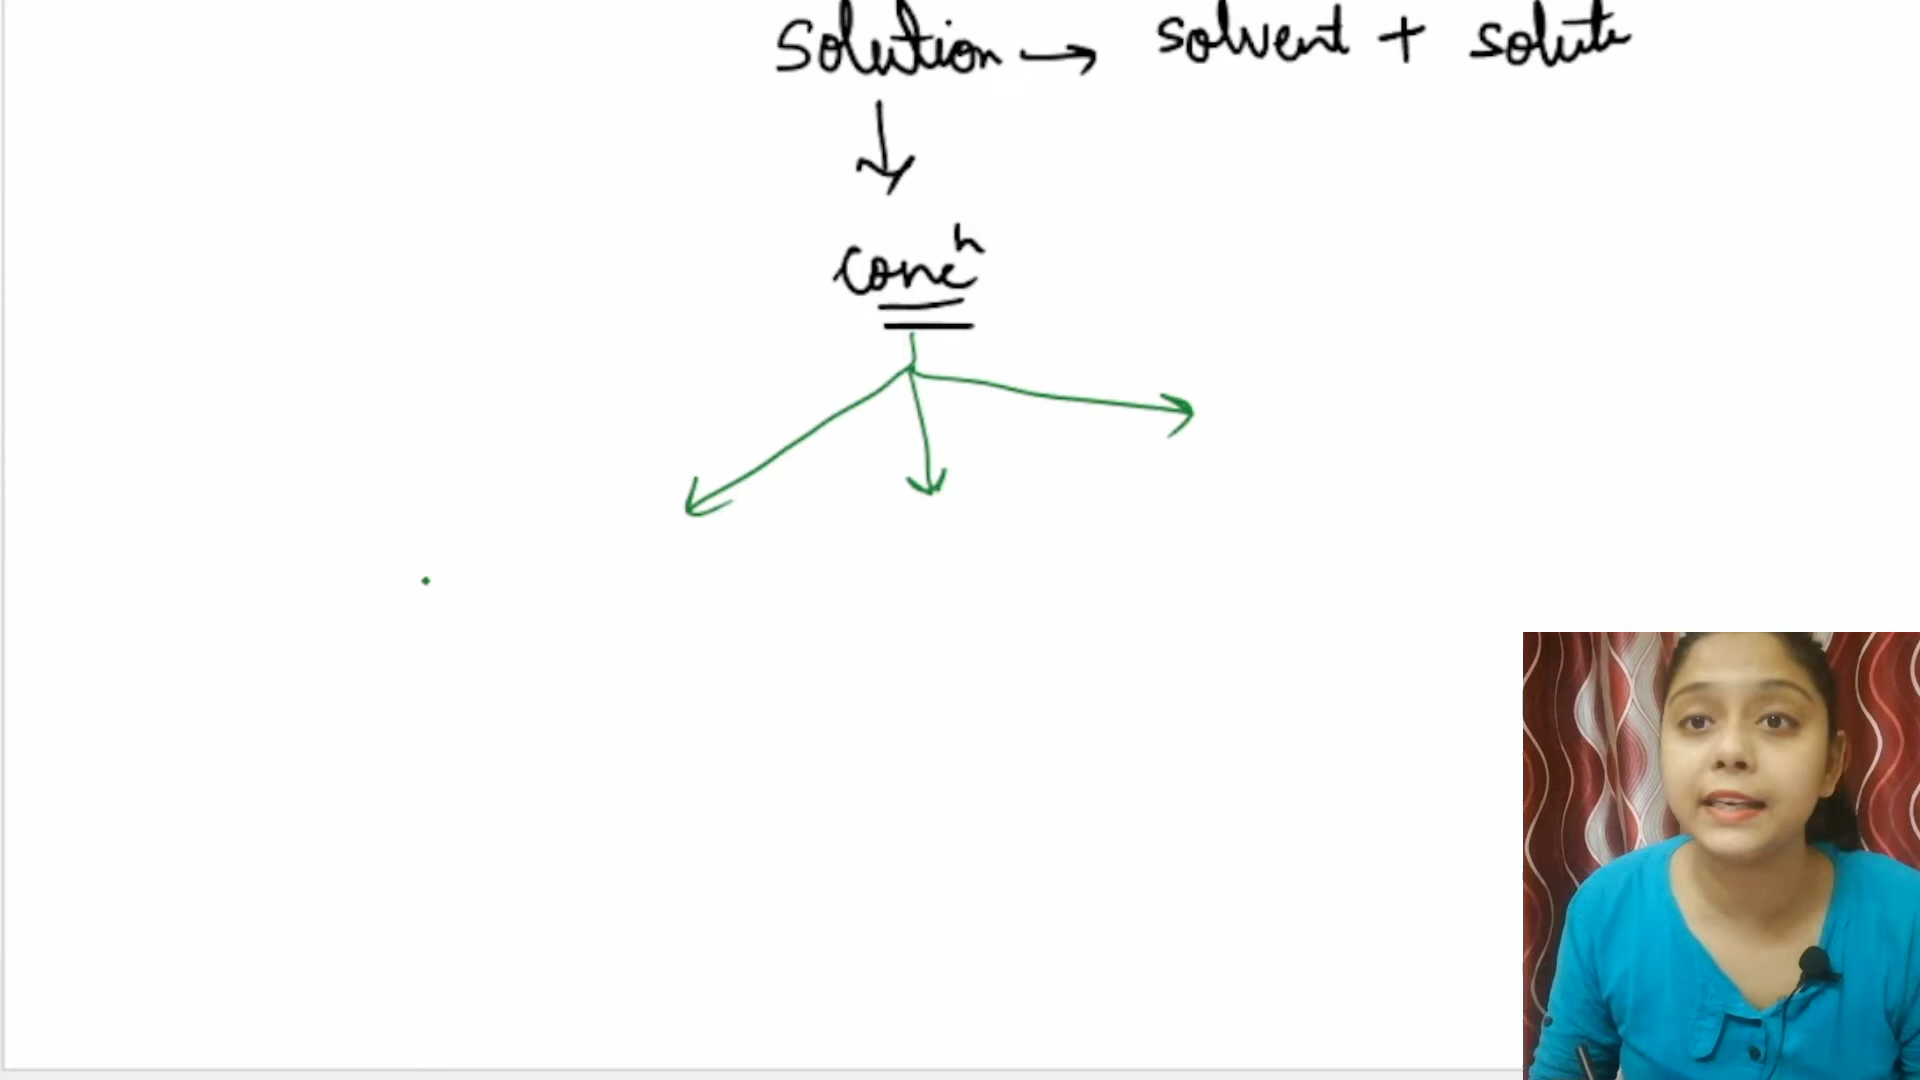 Solution → solvent + solute
↓
concⁿ